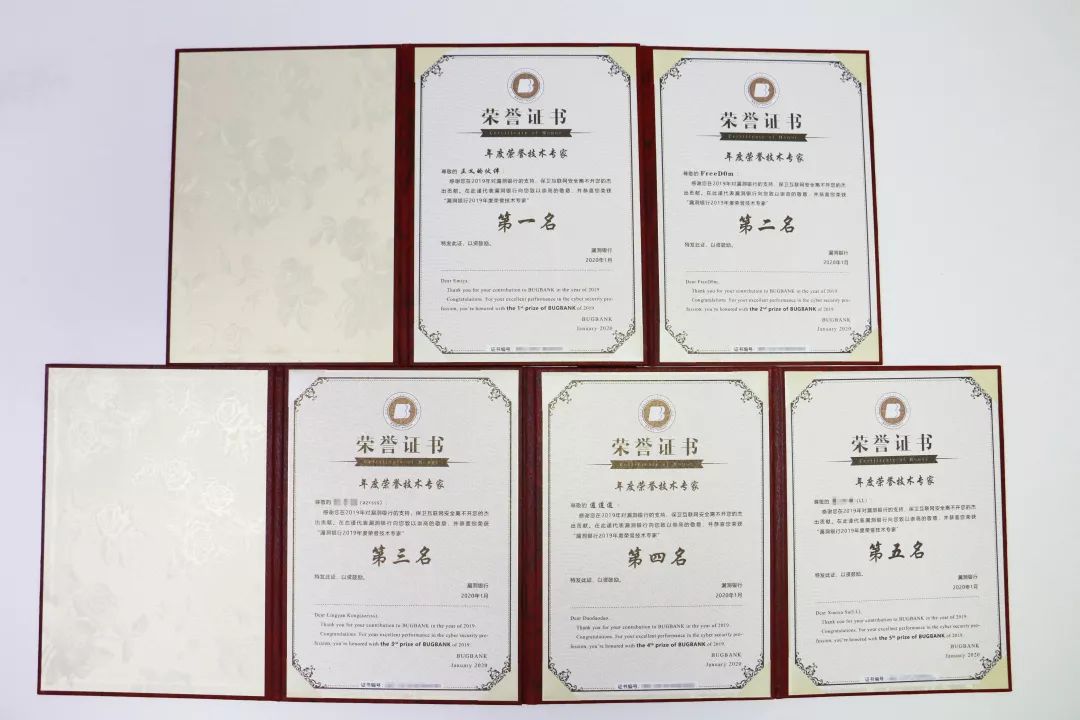 荣誉证书
Certificate of Honor
年度荣誉技术专家
尊敬的 正义的伙伴
感谢您在2019年对漏洞银行的支持，保卫互联网安全离不开您的杰
出贡献。在此谨代表漏洞银行向您致以崇高的敬意，并恭喜您荣获
“漏洞银行2019年度荣誉技术专家”
第一名
特发此证，以资鼓励。
漏洞银行
2020年1月
Dear
Thank you for your contribution to BUGBANK in the year of 2019.
Congratulations. For your excellent performance in the cyber security pro-
fession, you're honored with the 1st prize of BUGBANK of 2019.
BUGBANK
January 2020
证书编号:
荣誉证书
Certificate of Honor
年度荣誉技术专家
尊敬的 FreeD0m
感谢您在2019年对漏洞银行的支持，保卫互联网安全离不开您的杰
出贡献。在此谨代表漏洞银行向您致以崇高的敬意，并恭喜您荣获
“漏洞银行2019年度荣誉技术专家”
第二名
特发此证，以资鼓励。
漏洞银行
2020年1月
Dear FreeD0m,
Thank you for your contribution to BUGBANK in the year of 2019.
Congratulations. For your excellent performance in the cyber security pro-
fession, you're honored with the 2nd prize of BUGBANK of 2019.
BUGBANK
January 2020
证书编号:
荣誉证书
Certificate of Honor
年度荣誉技术专家
尊敬的
感谢您在2019年对漏洞银行的支持，保卫互联网安全离不开您的杰
出贡献。在此谨代表漏洞银行向您致以崇高的敬意，并恭喜您荣获
“漏洞银行2019年度荣誉技术专家”
第三名
特发此证，以资鼓励。
漏洞银行
2020年1月
Dear
Thank you for your contribution to BUGBANK in the year of 2019.
Congratulations. For your excellent performance in the cyber security pro-
fession, you're honored with the 3rd prize of BUGBANK of 2019.
BUGBANK
January 2020
证书编号:
荣誉证书
Certificate of Honor
年度荣誉技术专家
尊敬的 道道道 :
感谢您在2019年对漏洞银行的支持，保卫互联网安全离不开您的杰
出贡献。在此谨代表漏洞银行向您致以崇高的敬意，并恭喜您荣获
“漏洞银行2019年度荣誉技术专家”
第四名
特发此证，以资鼓励。
漏洞银行
2020年1月
Dear Daodaodao,
Thank you for your contribution to BUGBANK in the year of 2019.
Congratulations. For your excellent performance in the cyber security pro-
fession, you're honored with the 4th prize of BUGBANK of 2019.
BUGBANK
January 2020
证书编号:
荣誉证书
Certificate of Honor
年度荣誉技术专家
尊敬的
感谢您在2019年对漏洞银行的支持，保卫互联网安全离不开您的杰
出贡献。在此谨代表漏洞银行向您致以崇高的敬意，并恭喜您荣获
“漏洞银行2019年度荣誉技术专家”
第五名
特发此证，以资鼓励。
漏洞银行
2020年1月
Dear
Thank you for your contribution to BUGBANK in the year of 2019.
Congratulations. For your excellent performance in the cyber security pro-
fession, you're honored with the 5th prize of BUGBANK of 2019.
BUGBANK
January 2020
证书编号: